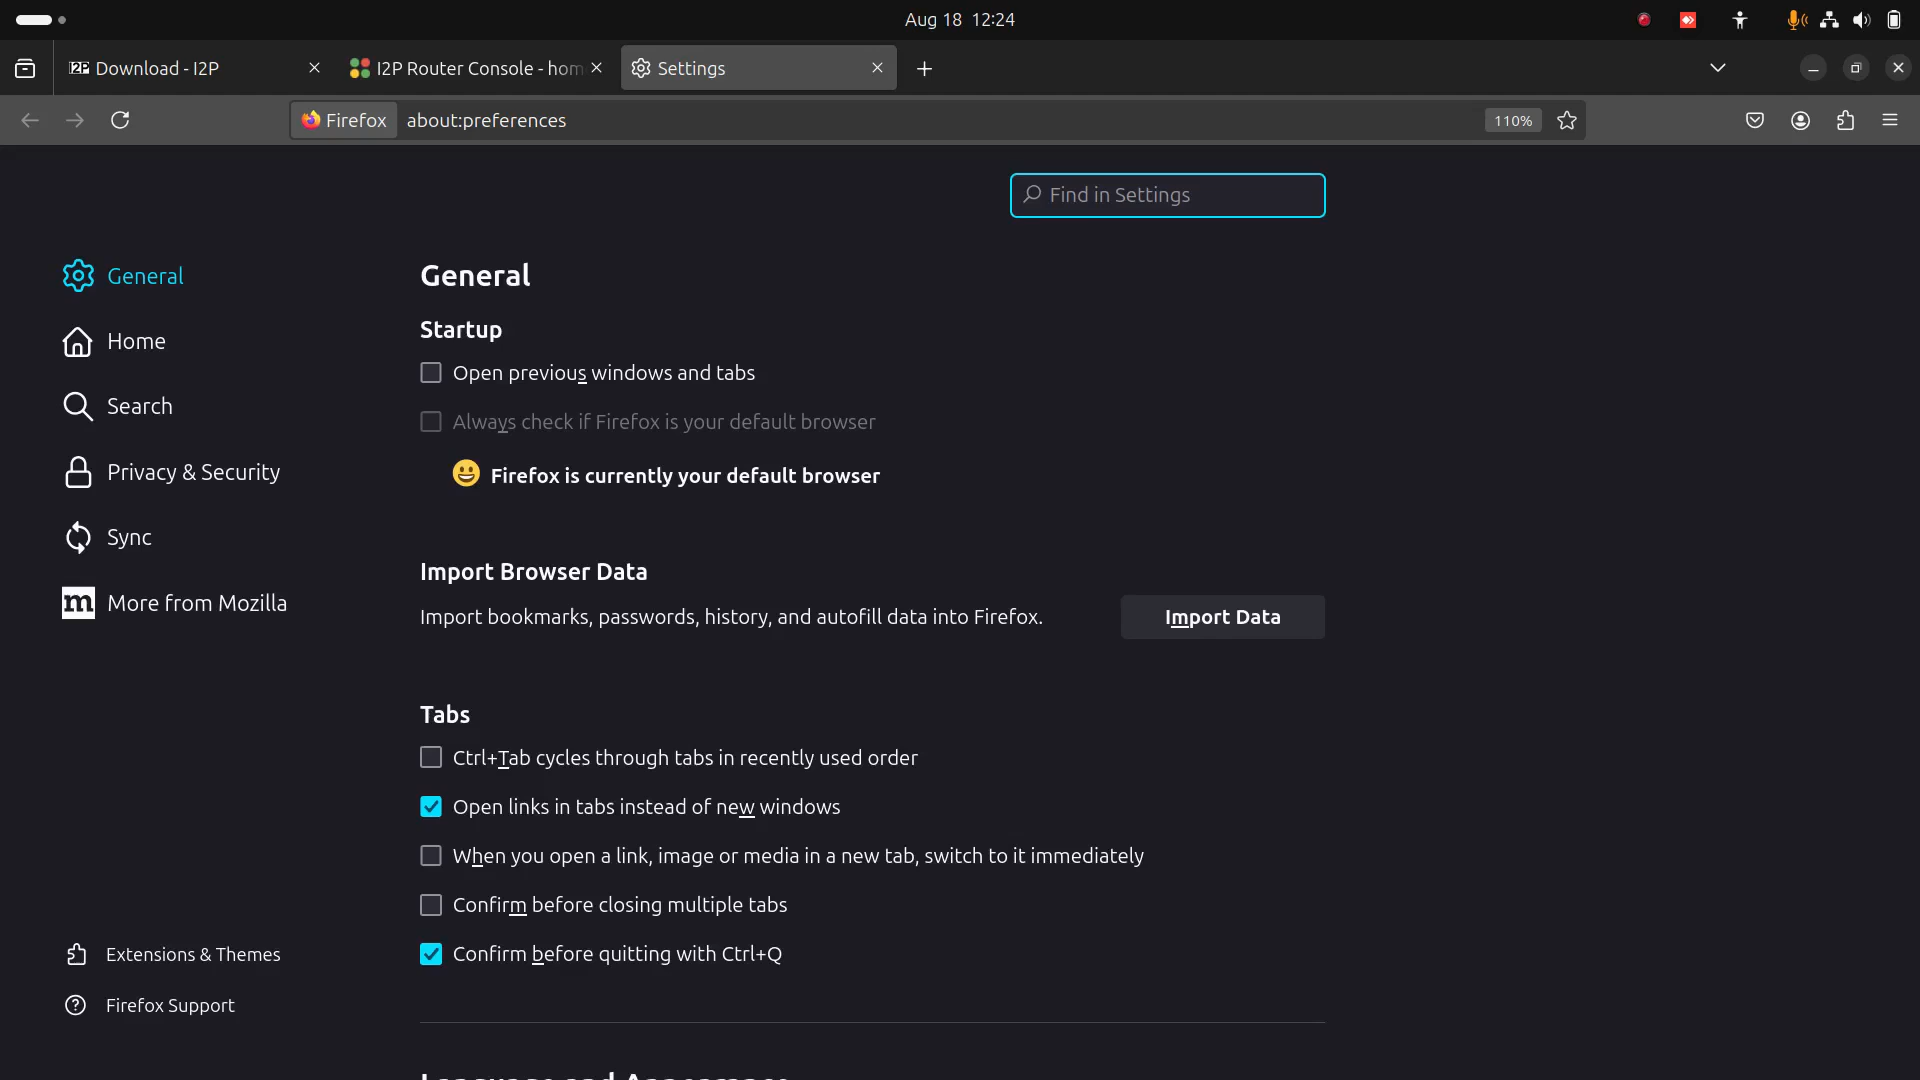 Aug 18 12:24
I2P Download - I2P
I2P Router Console - hom
Settings
Firefox
about:preferences
110%
Find in Settings
General
Home
Search
Privacy & Security
Sync
m More from Mozilla
Extensions & Themes
Firefox Support
General
Startup
Open previous windows and tabs
Always check if Firefox is your default browser
Firefox is currently your default browser
Import Browser Data
Import bookmarks, passwords, history, and autofill data into Firefox.
Import Data
Tabs
Ctrl+Tab cycles through tabs in recently used order
Open links in tabs instead of new windows
When you open a link, image or media in a new tab, switch to it immediately
Confirm before closing multiple tabs
Confirm before quitting with Ctrl+Q
Language and Appearance